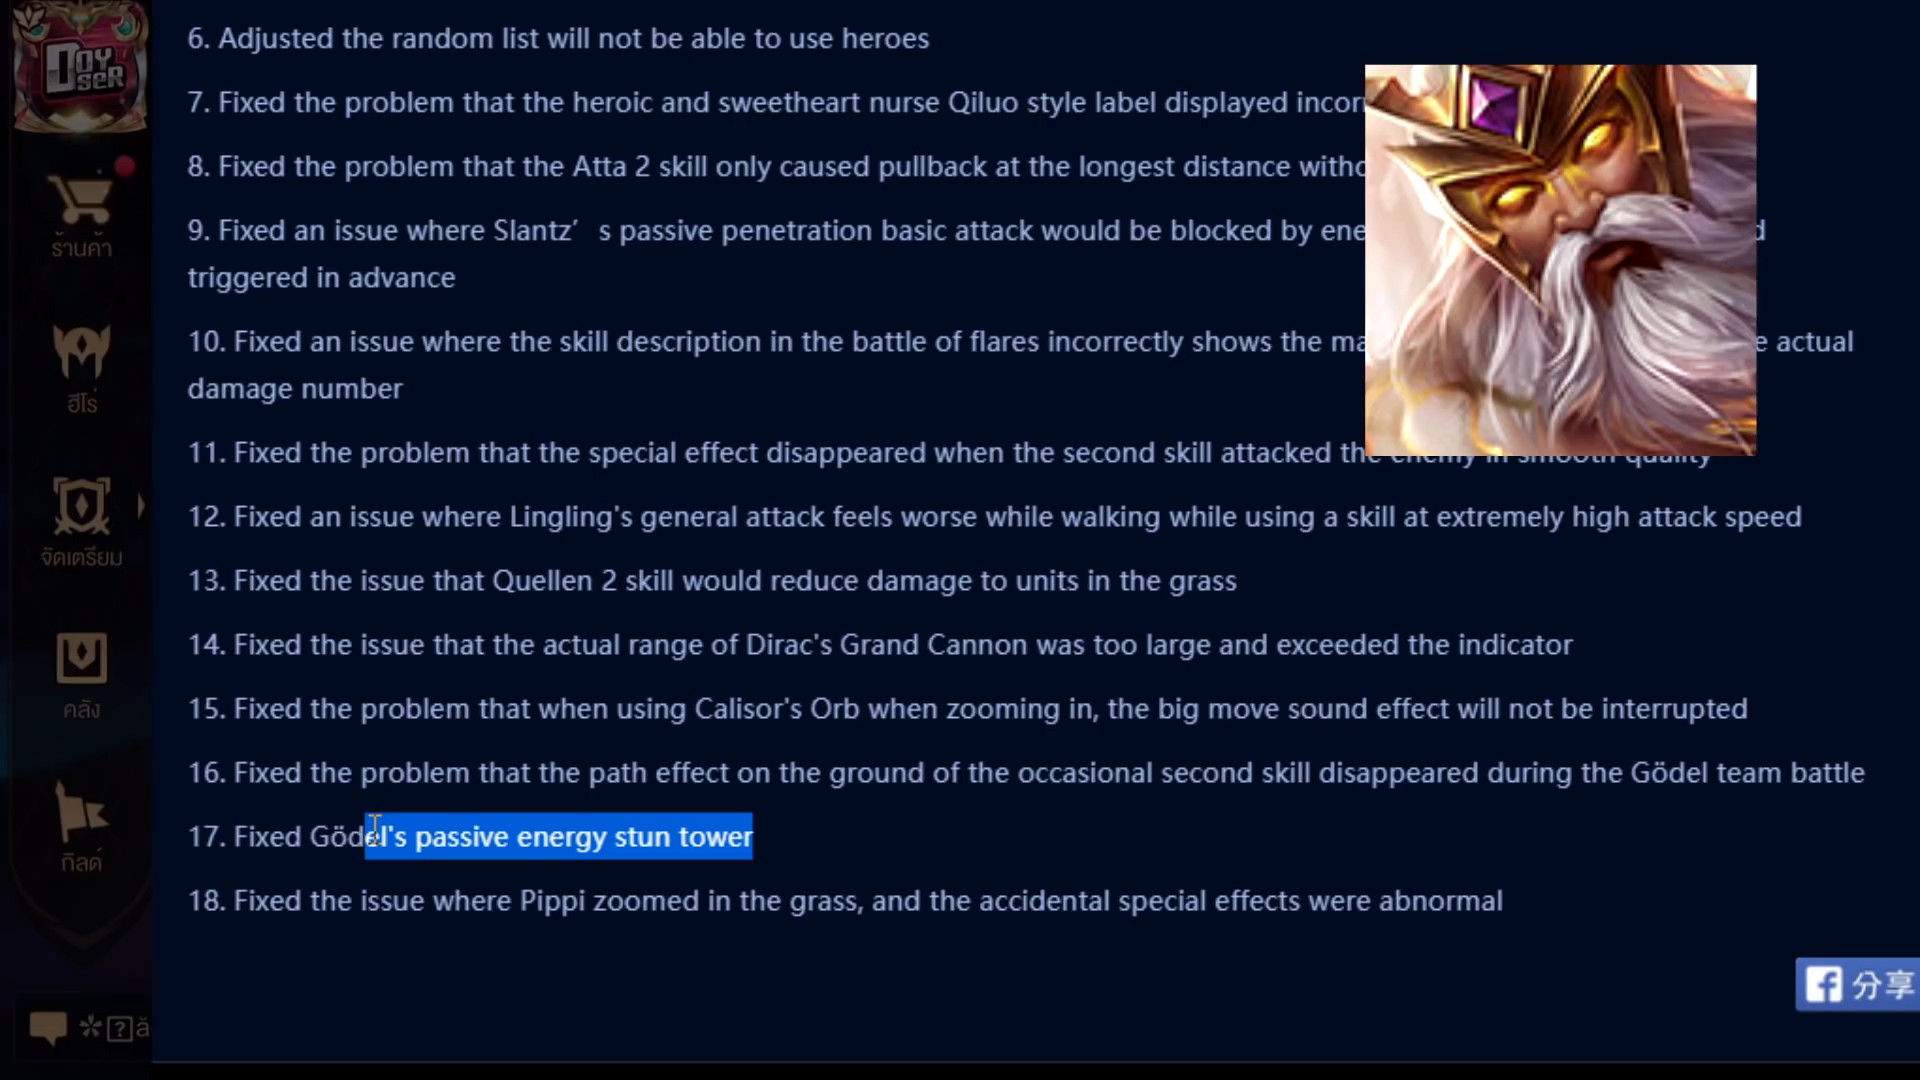 DOY
SER
6. Adjusted the random list will not be able to use heroes
7. Fixed the problem that the heroic and sweetheart nurse Qiluo style label displayed
8. Fixed the problem that the Atta 2 skill only caused pullback at the longest distance
ร้านค้า
9. Fixed an issue where Slantz’ s passive penetration basic attack would be blocked by
triggered in advance
10. Fixed an issue where the skill description in the battle of flares incorrectly shows the actual
damage number
ฮีโร่
11. Fixed the problem that the special effect disappeared when the second skill attacked the enemy in smooth quality
12. Fixed an issue where Lingling's general attack feels worse while walking while using a skill at extremely high attack speed
จัดเตรียม
13. Fixed the issue that Quellen 2 skill would reduce damage to units in the grass
14. Fixed the issue that the actual range of Dirac's Grand Cannon was too large and exceeded the indicator
15. Fixed the problem that when using Calisor's Orb when zooming in, the big move sound effect will not be interrupted
คลัง
16. Fixed the problem that the path effect on the ground of the occasional second skill disappeared during the Gödel team battle
17. Fixed Gödel's passive energy stun tower
กิลด์
18. Fixed the issue where Pippi zoomed in the grass, and the accidental special effects were abnormal
分享